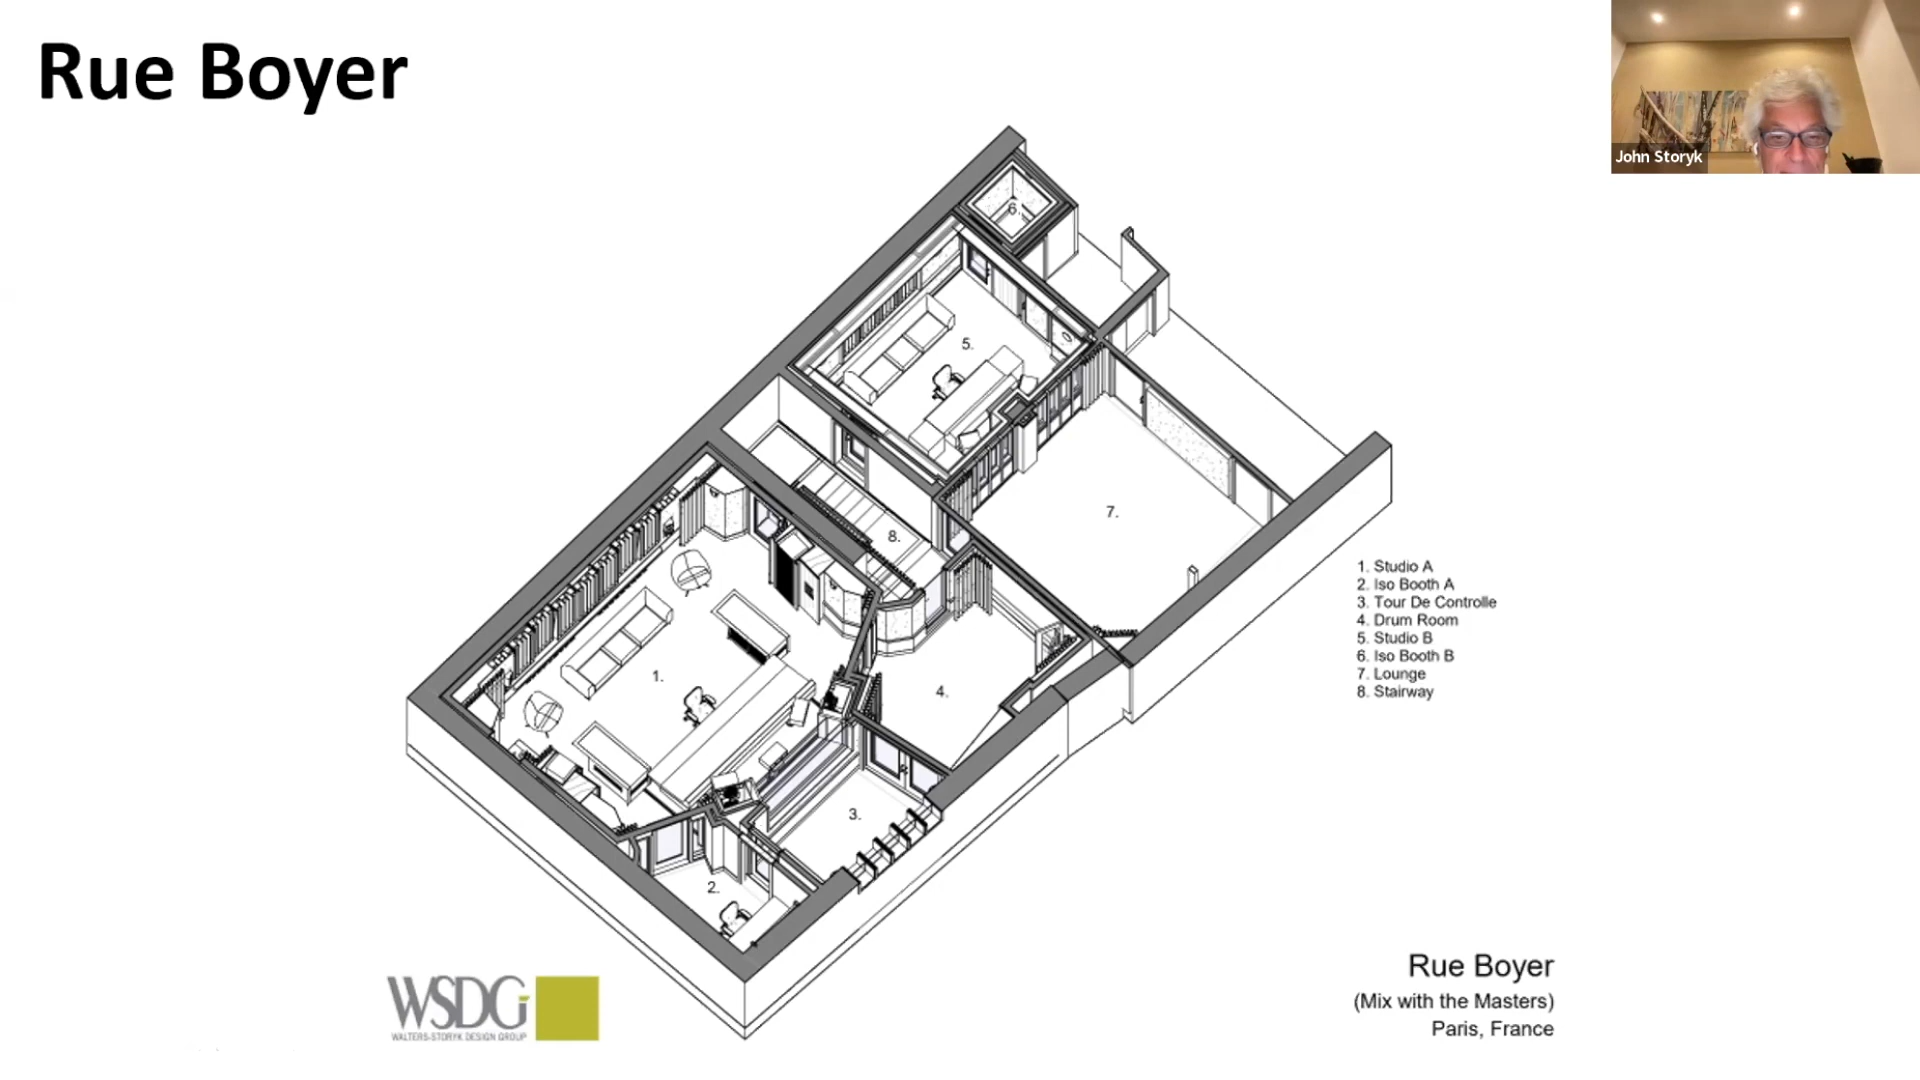 Rue Boyer
John Storyk
6.
5.
7.
8.
1.
4.
3.
2.
1. Studio A
2. Iso Booth A
3. Tour De Controlle
4. Drum Room
5. Studio B
6. Iso Booth B
7. Lounge
8. Stairway
WSDG
WALTERS-STORYK DESIGN GROUP
Rue Boyer
(Mix with the Masters)
Paris, France